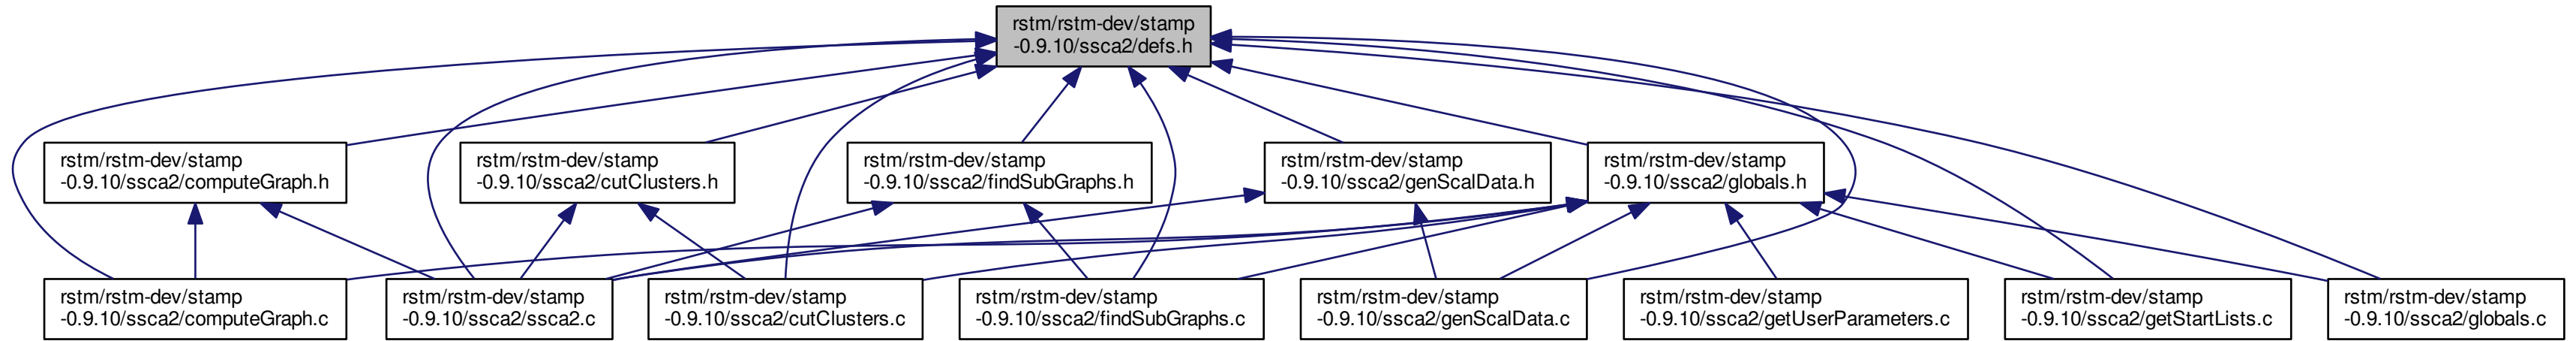 rstm/rstm-dev/stamp
-0.9.10/ssca2/defs.h
rstm/rstm-dev/stamp
-0.9.10/ssca2/computeGraph.h
rstm/rstm-dev/stamp
-0.9.10/ssca2/cutClusters.h
rstm/rstm-dev/stamp
-0.9.10/ssca2/findSubGraphs.h
rstm/rstm-dev/stamp
-0.9.10/ssca2/genScalData.h
rstm/rstm-dev/stamp
-0.9.10/ssca2/globals.h
rstm/rstm-dev/stamp
-0.9.10/ssca2/computeGraph.c
rstm/rstm-dev/stamp
-0.9.10/ssca2/ssca2.c
rstm/rstm-dev/stamp
-0.9.10/ssca2/cutClusters.c
rstm/rstm-dev/stamp
-0.9.10/ssca2/findSubGraphs.c
rstm/rstm-dev/stamp
-0.9.10/ssca2/genScalData.c
rstm/rstm-dev/stamp
-0.9.10/ssca2/getUserParameters.c
rstm/rstm-dev/stamp
-0.9.10/ssca2/getStartLists.c
rstm/rstm-dev/stamp
-0.9.10/ssca2/globals.c